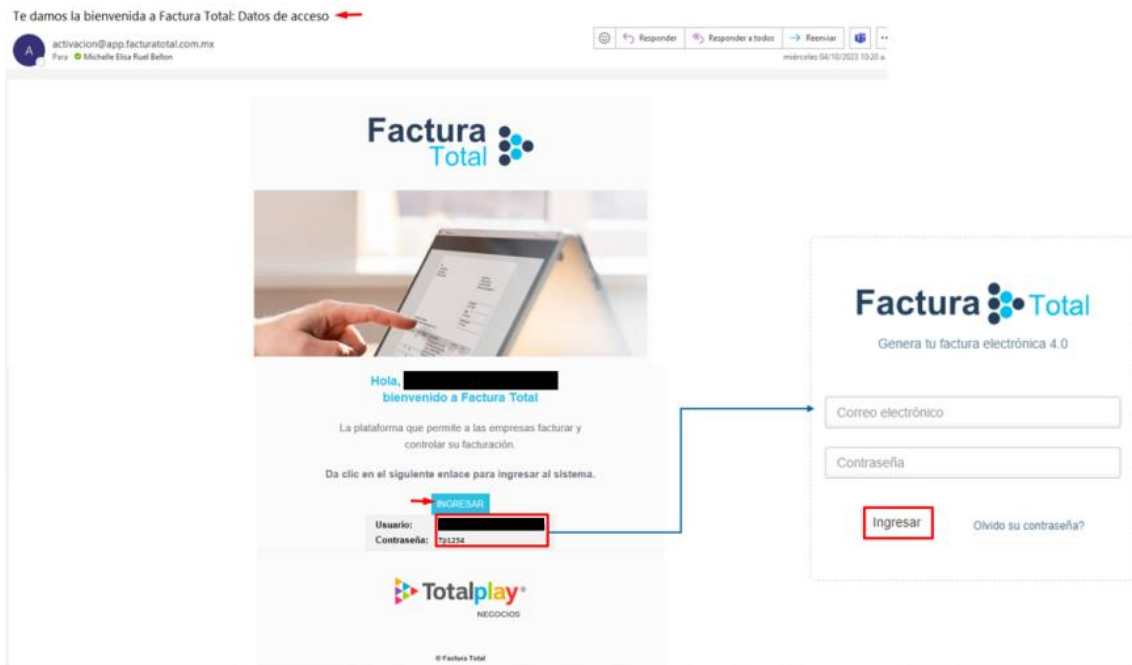 Te damos la bienvenida a Factura Total: Datos de acceso
A
activacion@app.facturatotal.com.mx
Para Michelle Elisa Ruel Bellon
Responder
Responder a todos
Reenviar
miércoles 04/10/2023 10:20 a.
Factura
Total
Hola,
bienvenido a Factura Total
La plataforma que permite a las empresas facturar y
controlar su facturación.
Da clic en el siguiente enlace para ingresar al sistema.
INGRESAR
Usuario:
Contraseña: Tp1234
Totalplay®
NEGOCIOS
© Factura Total
Factura Total
Genera tu factura electrónica 4.0
Correo electrónico
Contraseña
Ingresar
Olvido su contraseña?